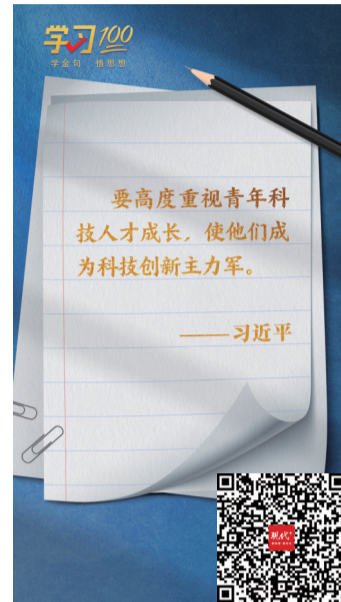 学习100
学金句 悟思想
要高度重视青年科
技人才成长，使他们成
为科技创新主力军。
——习近平